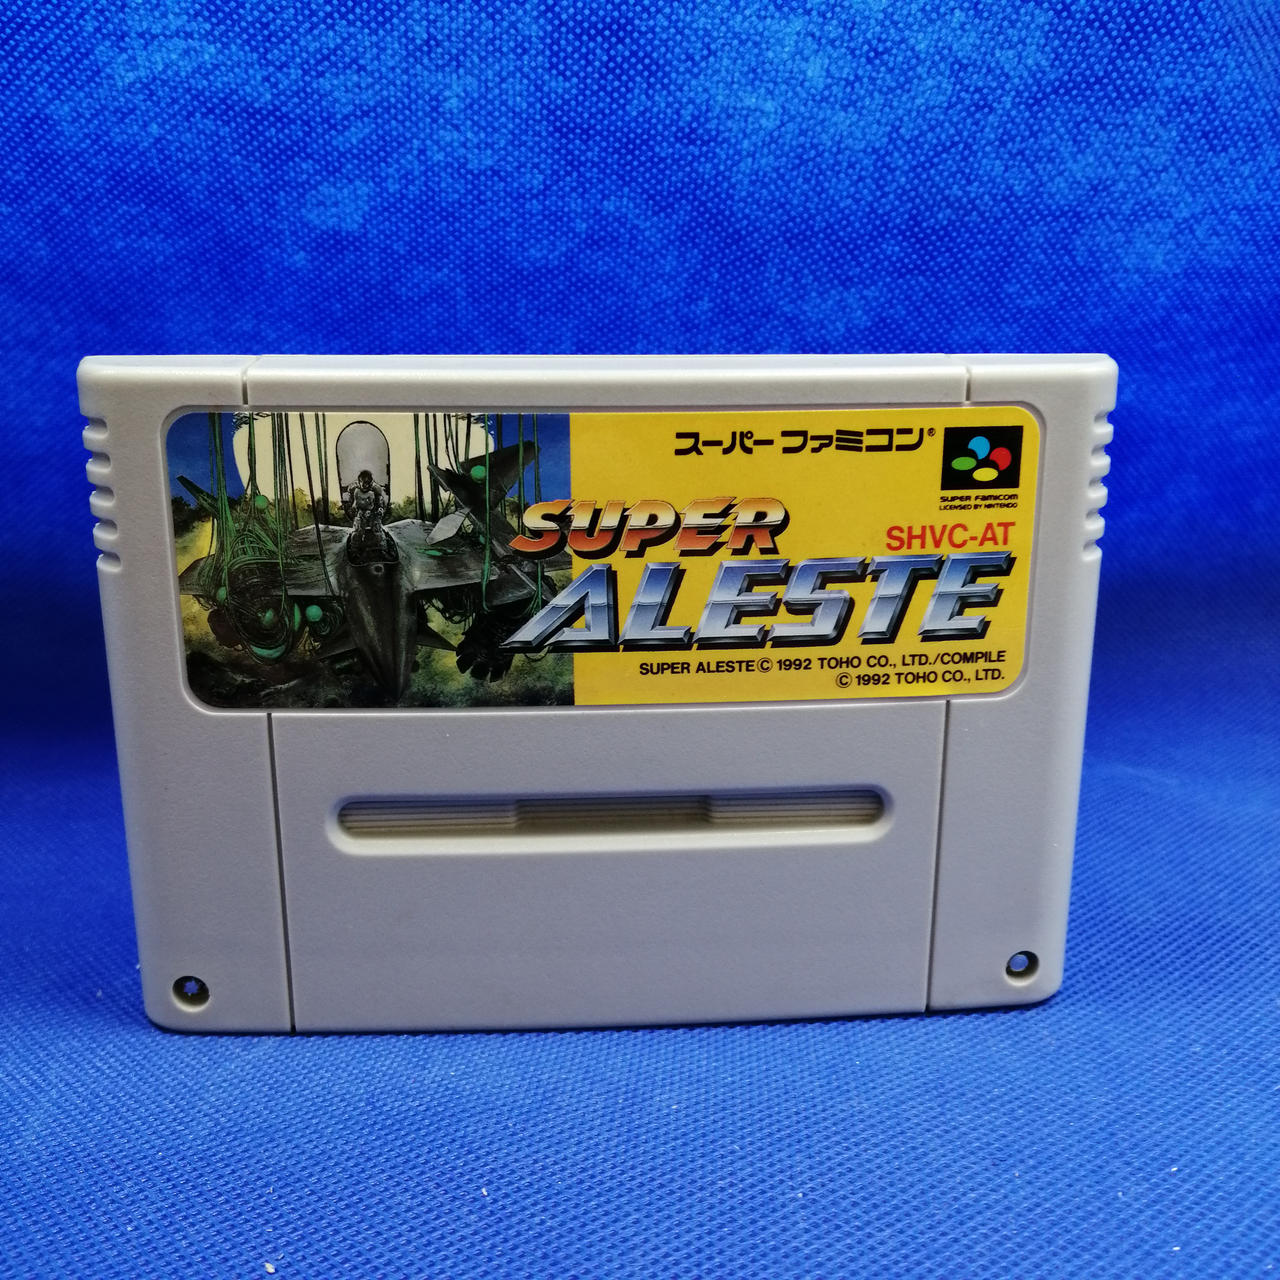 スーパーファミコン®
SUPER FAMICOM
LICENSED BY NINTENDO
SUPER
SHVC-AT
ALESTE
SUPER ALESTE© 1992 TOHO CO., LTD./COMPILE
© 1992 TOHO CO., LTD.